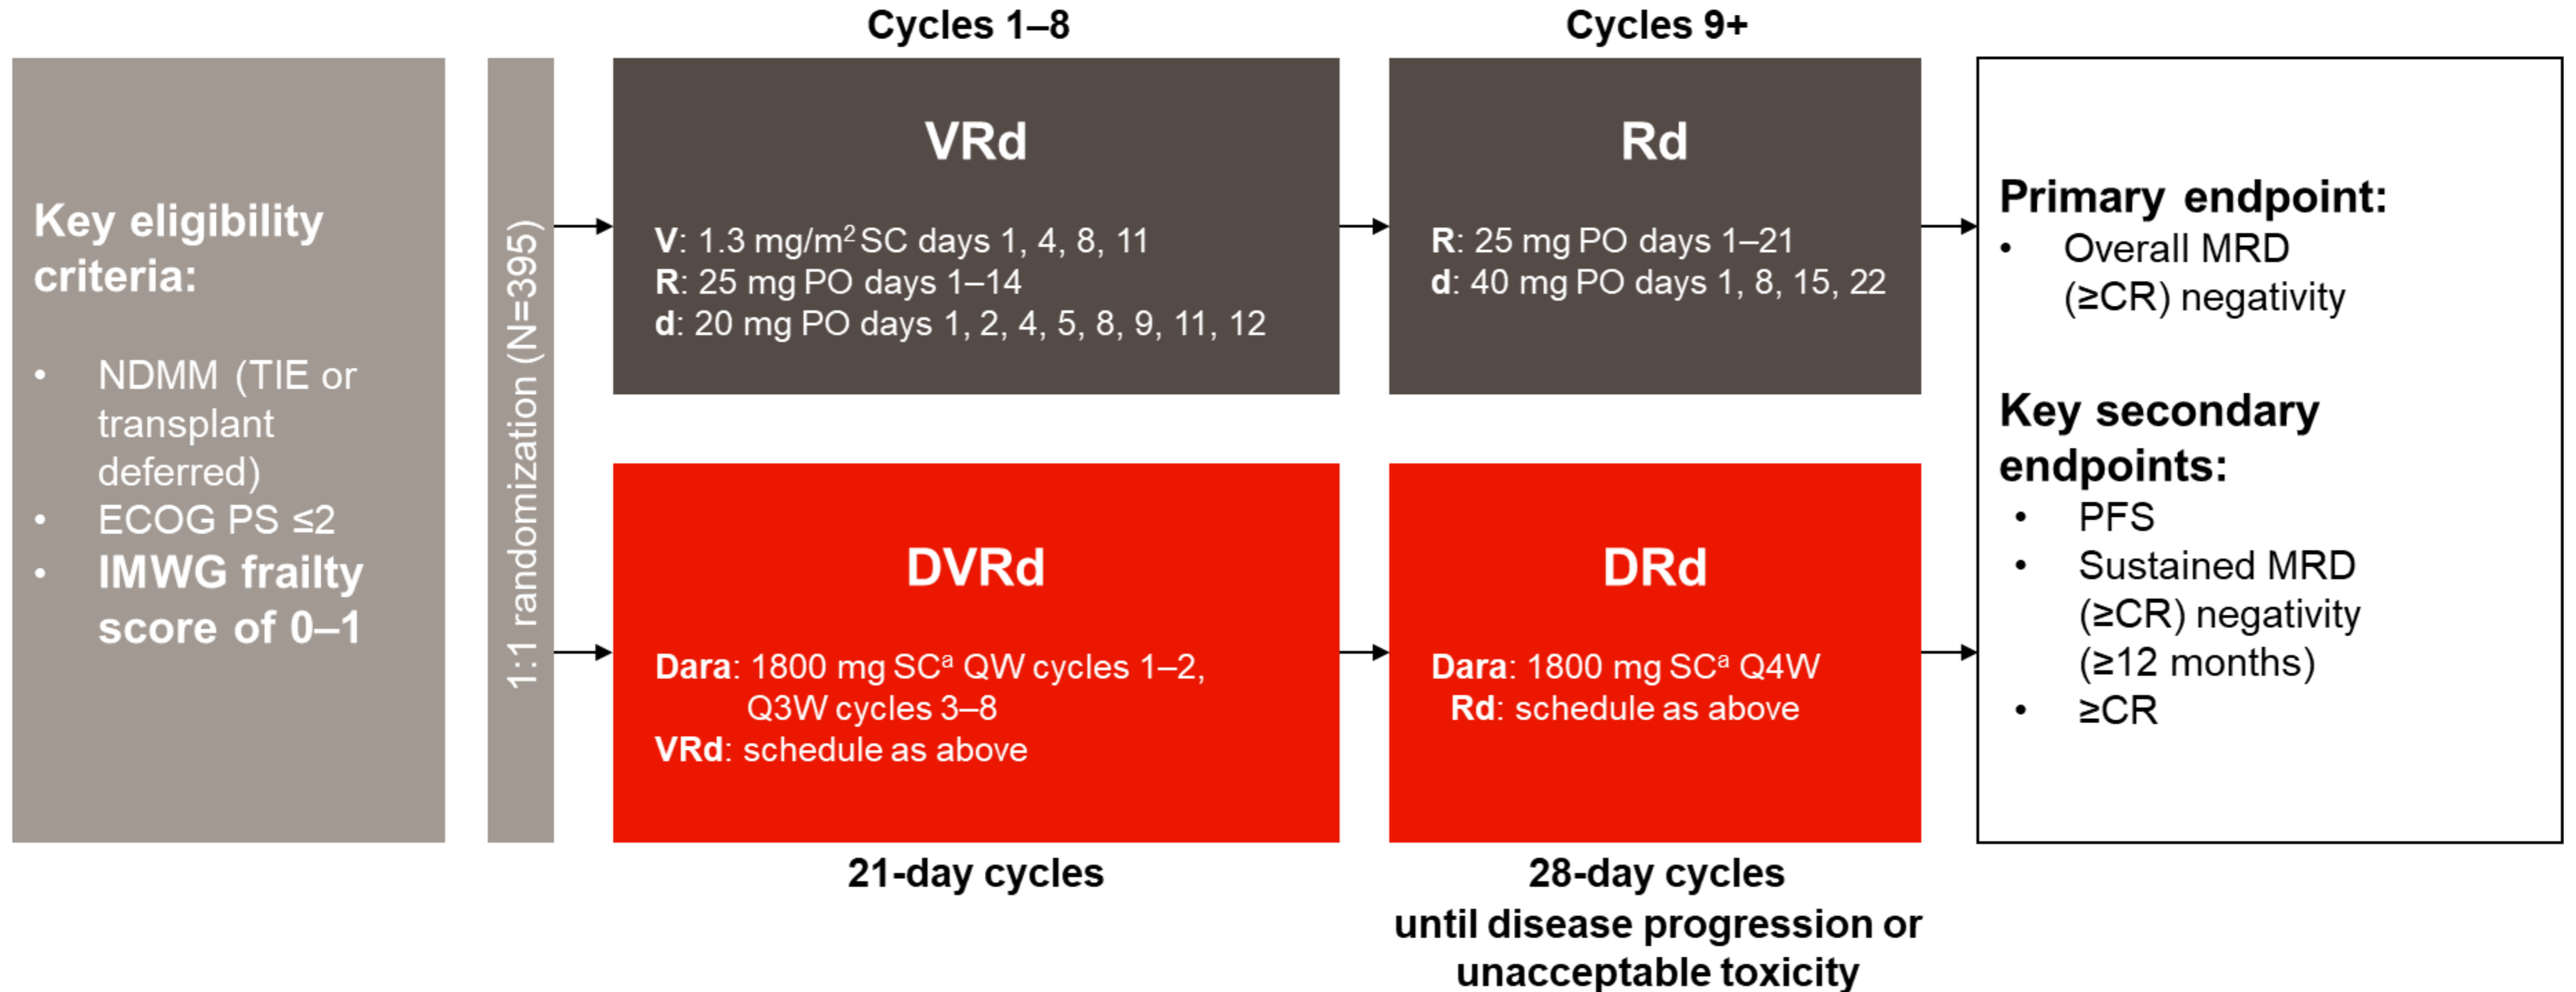 Key eligibility
criteria:
• NDMM (TIE or
transplant
deferred)
• ECOG PS ≤2
• IMWG frailty
score of 0–1
1:1 randomization (N=395)
Cycles 1–8
VRd
V: 1.3 mg/m² SC days 1, 4, 8, 11
R: 25 mg PO days 1–14
d: 20 mg PO days 1, 2, 4, 5, 8, 9, 11, 12
DVRd
Dara: 1800 mg SCᵃ QW cycles 1–2,
Q3W cycles 3–8
VRd: schedule as above
21-day cycles
Cycles 9+
Rd
R: 25 mg PO days 1–21
d: 40 mg PO days 1, 8, 15, 22
DRd
Dara: 1800 mg SCᵃ Q4W
Rd: schedule as above
28-day cycles
until disease progression or
unacceptable toxicity
Primary endpoint:
• Overall MRD
(≥CR) negativity
Key secondary
endpoints:
• PFS
• Sustained MRD
(≥CR) negativity
(≥12 months)
• ≥CR